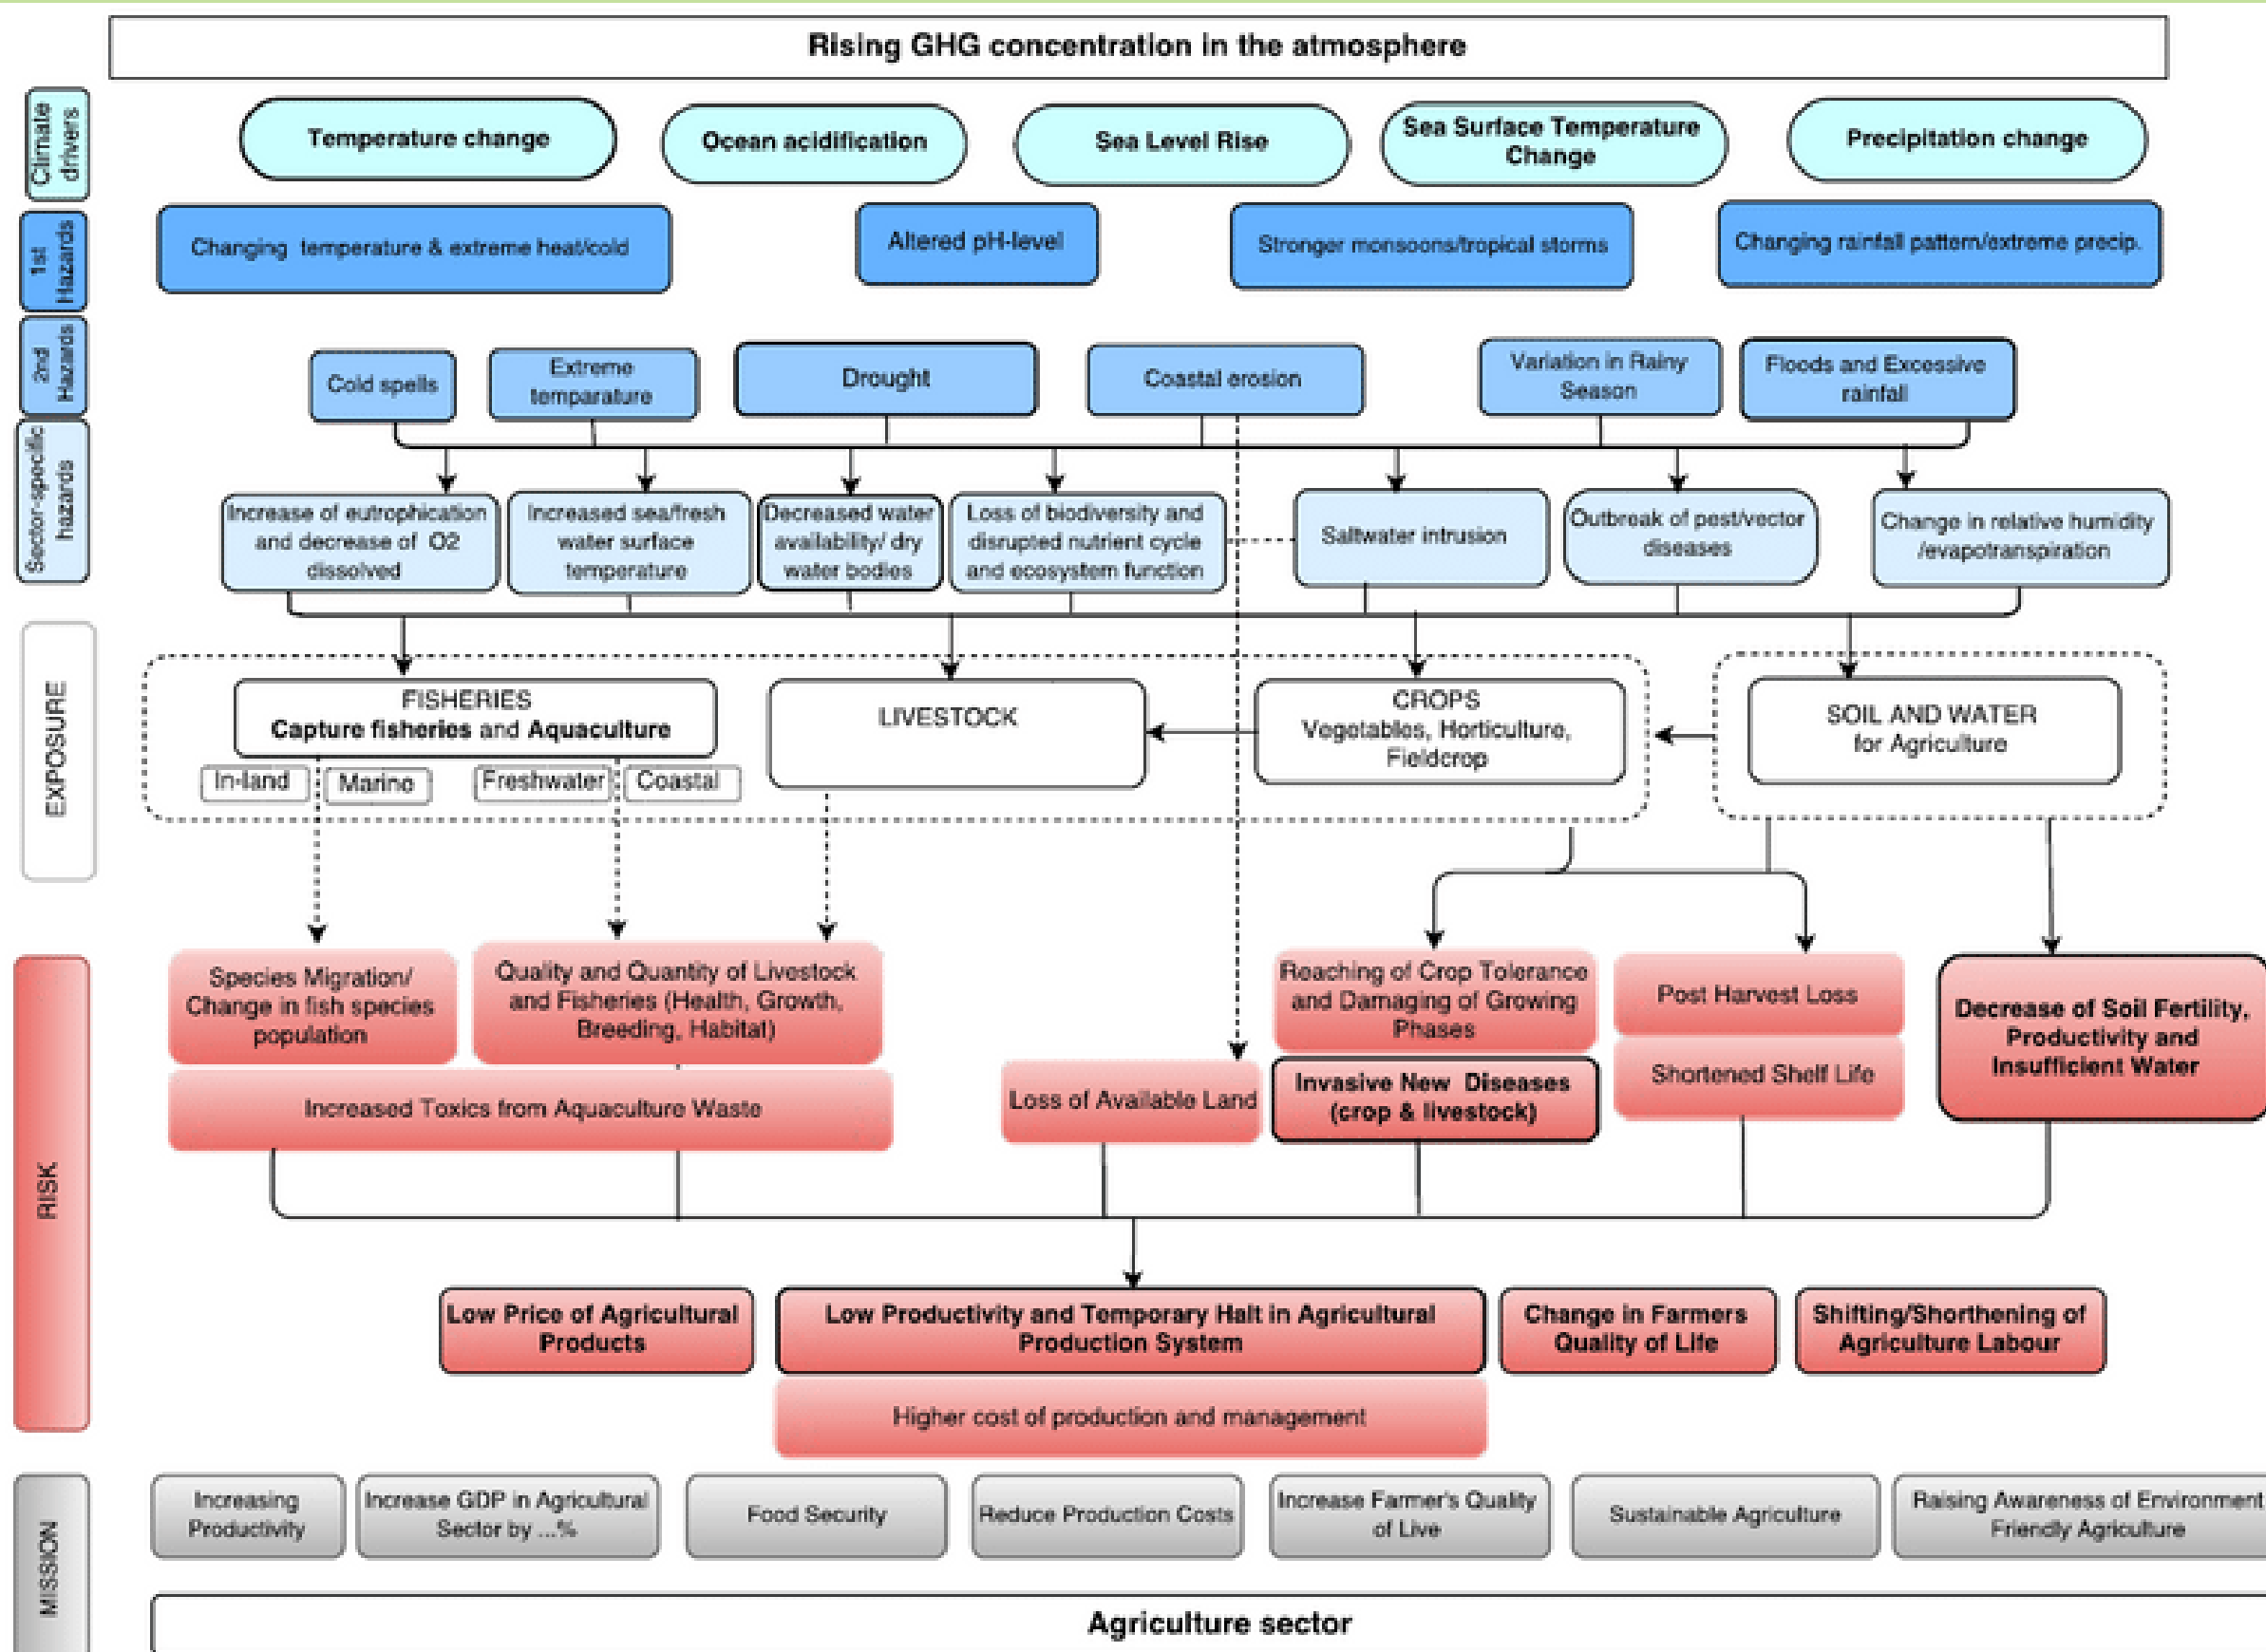 Rising GHG concentration in the atmosphere
Climate
drivers
Temperature change
Ocean acidification
Sea Level Rise
Sea Surface Temperature
Change
Precipitation change
1st
Hazards
Changing temperature & extreme heat/cold
Altered pH-level
Stronger monsoons/tropical storms
Changing rainfall pattern/extreme precip.
2nd
Hazards
Cold spells
Extreme
temparature
Drought
Coastal erosion
Variation in Rainy
Season
Floods and Excessive
rainfall
Sector-specific
hazards
Increase of eutrophication
and decrease of O2
dissolved
Increased sea/fresh
water surface
temperature
Decreased water
availability/ dry
water bodies
Loss of biodiversity and
disrupted nutrient cycle
and ecosystem function
Saltwater intrusion
Outbreak of pest/vector
diseases
Change in relative humidity
/evapotranspiration
EXPOSURE
FISHERIES
Capture fisheries and Aquaculture
In-land
Marine
Freshwater
Coastal
LIVESTOCK
CROPS
Vegetables, Horticulture,
Fieldcrop
SOIL AND WATER
for Agriculture
RISK
Species Migration/
Change in fish species
population
Quality and Quantity of Livestock
and Fisheries (Health, Growth,
Breeding, Habitat)
Increased Toxics from Aquaculture Waste
Loss of Available Land
Reaching of Crop Tolerance
and Damaging of Growing
Phases
Invasive New Diseases
(crop & livestock)
Post Harvest Loss
Shortened Shelf Life
Decrease of Soil Fertility,
Productivity and
Insufficient Water
Low Price of Agricultural
Products
Low Productivity and Temporary Halt in Agricultural
Production System
Change in Farmers
Quality of Life
Shifting/Shorthening of
Agriculture Labour
Higher cost of production and management
MISSION
Increasing
Productivity
Increase GDP in Agricultural
Sector by ...%
Food Security
Reduce Production Costs
Increase Farmer's Quality
of Live
Sustainable Agriculture
Raising Awareness of Environment
Friendly Agriculture
Agriculture sector